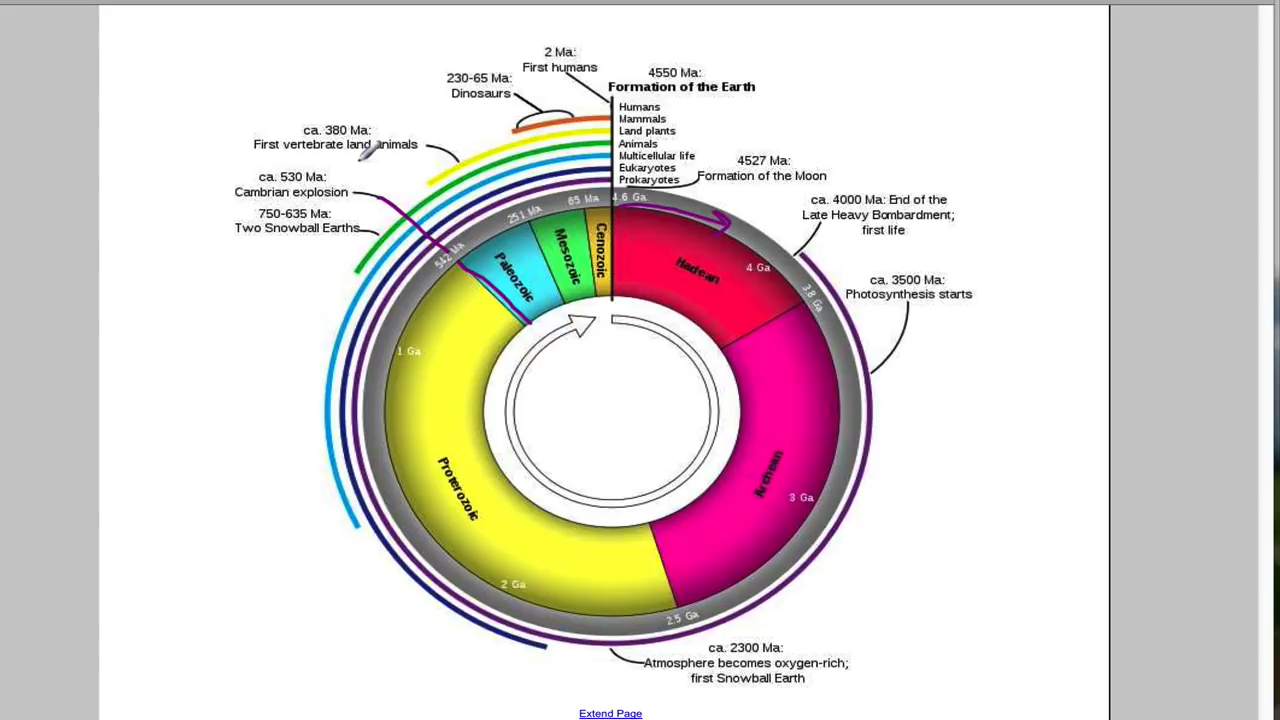 2 Ma:
First humans
4550 Ma:
Formation of the Earth
230-65 Ma:
Dinosaurs
Humans
Mammals
Land plants
Animals
Multicellular life
Eukaryotes
Prokaryotes
ca. 380 Ma:
First vertebrate land animals
4527 Ma:
Formation of the Moon
ca. 530 Ma:
Cambrian explosion
ca. 4000 Ma: End of the
Late Heavy Bombardment;
first life
750-635 Ma:
Two Snowball Earths
4.6 Ga
65 Ma
251 Ma
542 Ma
Cenozoic
Mesozoic
Paleozoic
Hadean
4 Ga
3.8 Ga
ca. 3500 Ma:
Photosynthesis starts
1 Ga
Proterozoic
Archean
3 Ga
2 Ga
2.5 Ga
ca. 2300 Ma:
Atmosphere becomes oxygen-rich;
first Snowball Earth
Extend Page